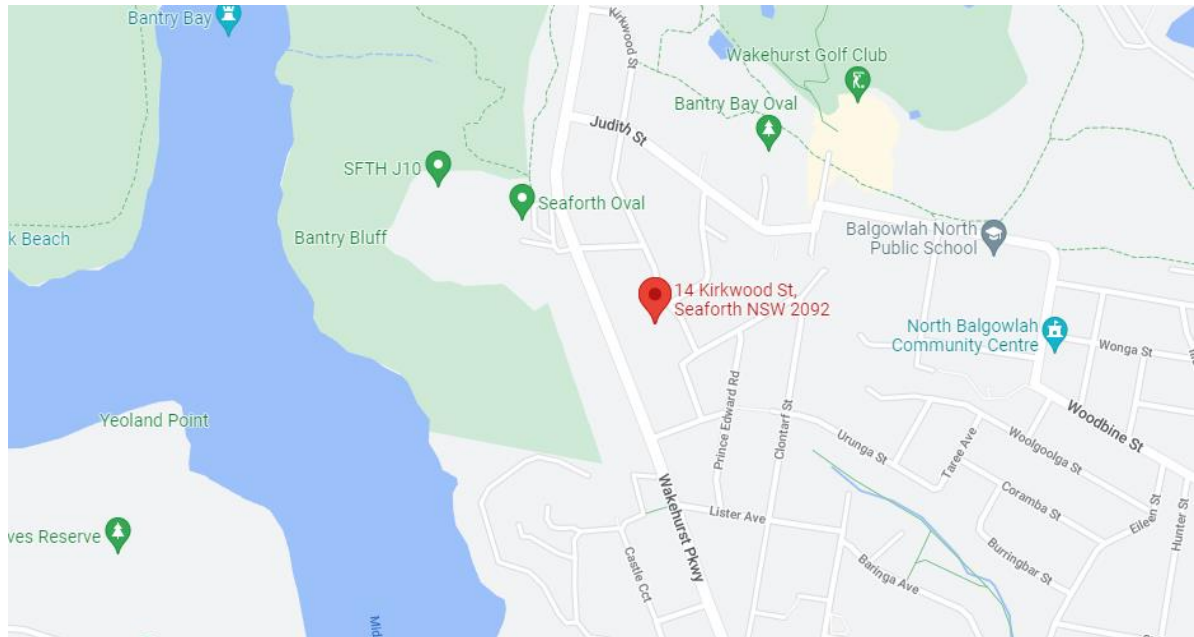 Bantry Bay
Kirkwood St
Wakehurst Golf Club
Bantry Bay Oval
Judith St
SFTH J10
Seaforth Oval
k Beach
Bantry Bluff
Balgowlah North
Public School
14 Kirkwood St,
Seaforth NSW 2092
North Balgowlah
Community Centre
Wonga St
Yeoland Point
Prince Edward Rd
Clontarf St
Urunga St
Taree Ave
Woolgoolga St
Woodbine St
Wakehurst Pkwy
Lister Ave
Coramba St
Eileen St
Hunter St
ves Reserve
Castle Cct
Baringa Ave
Burringbar St
Mid